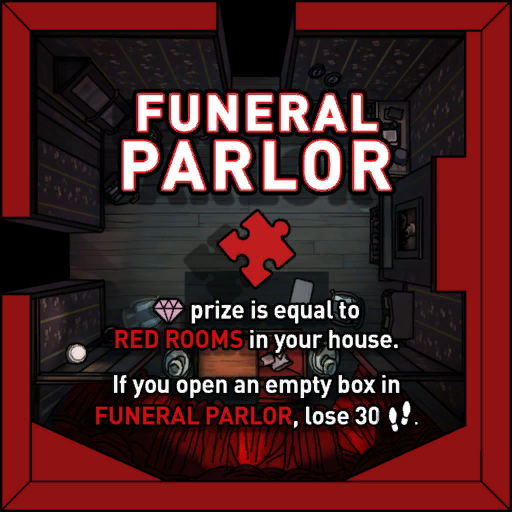 FUNERAL
PARLOR
prize is equal to
RED ROOMS in your house.
If you open an empty box in
FUNERAL PARLOR, lose 30 .